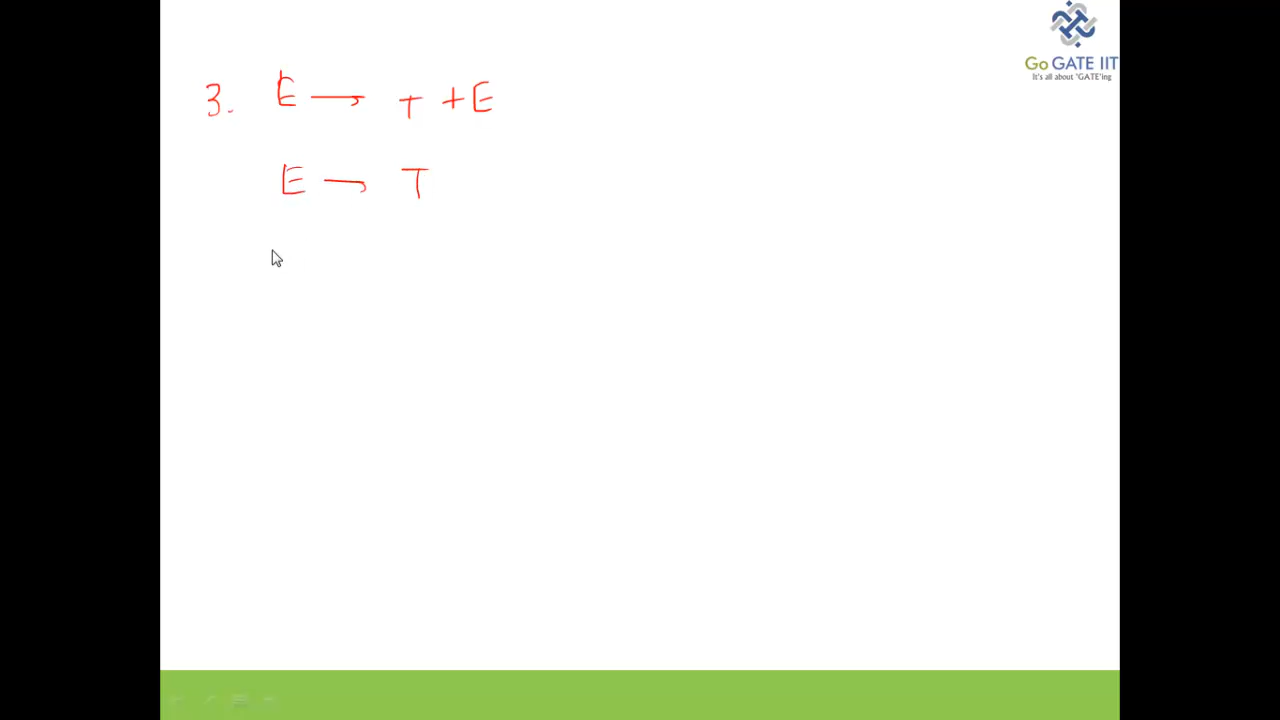 Go GATE IIT
It's all about 'GATE'ing
3. E → T + E
E → T